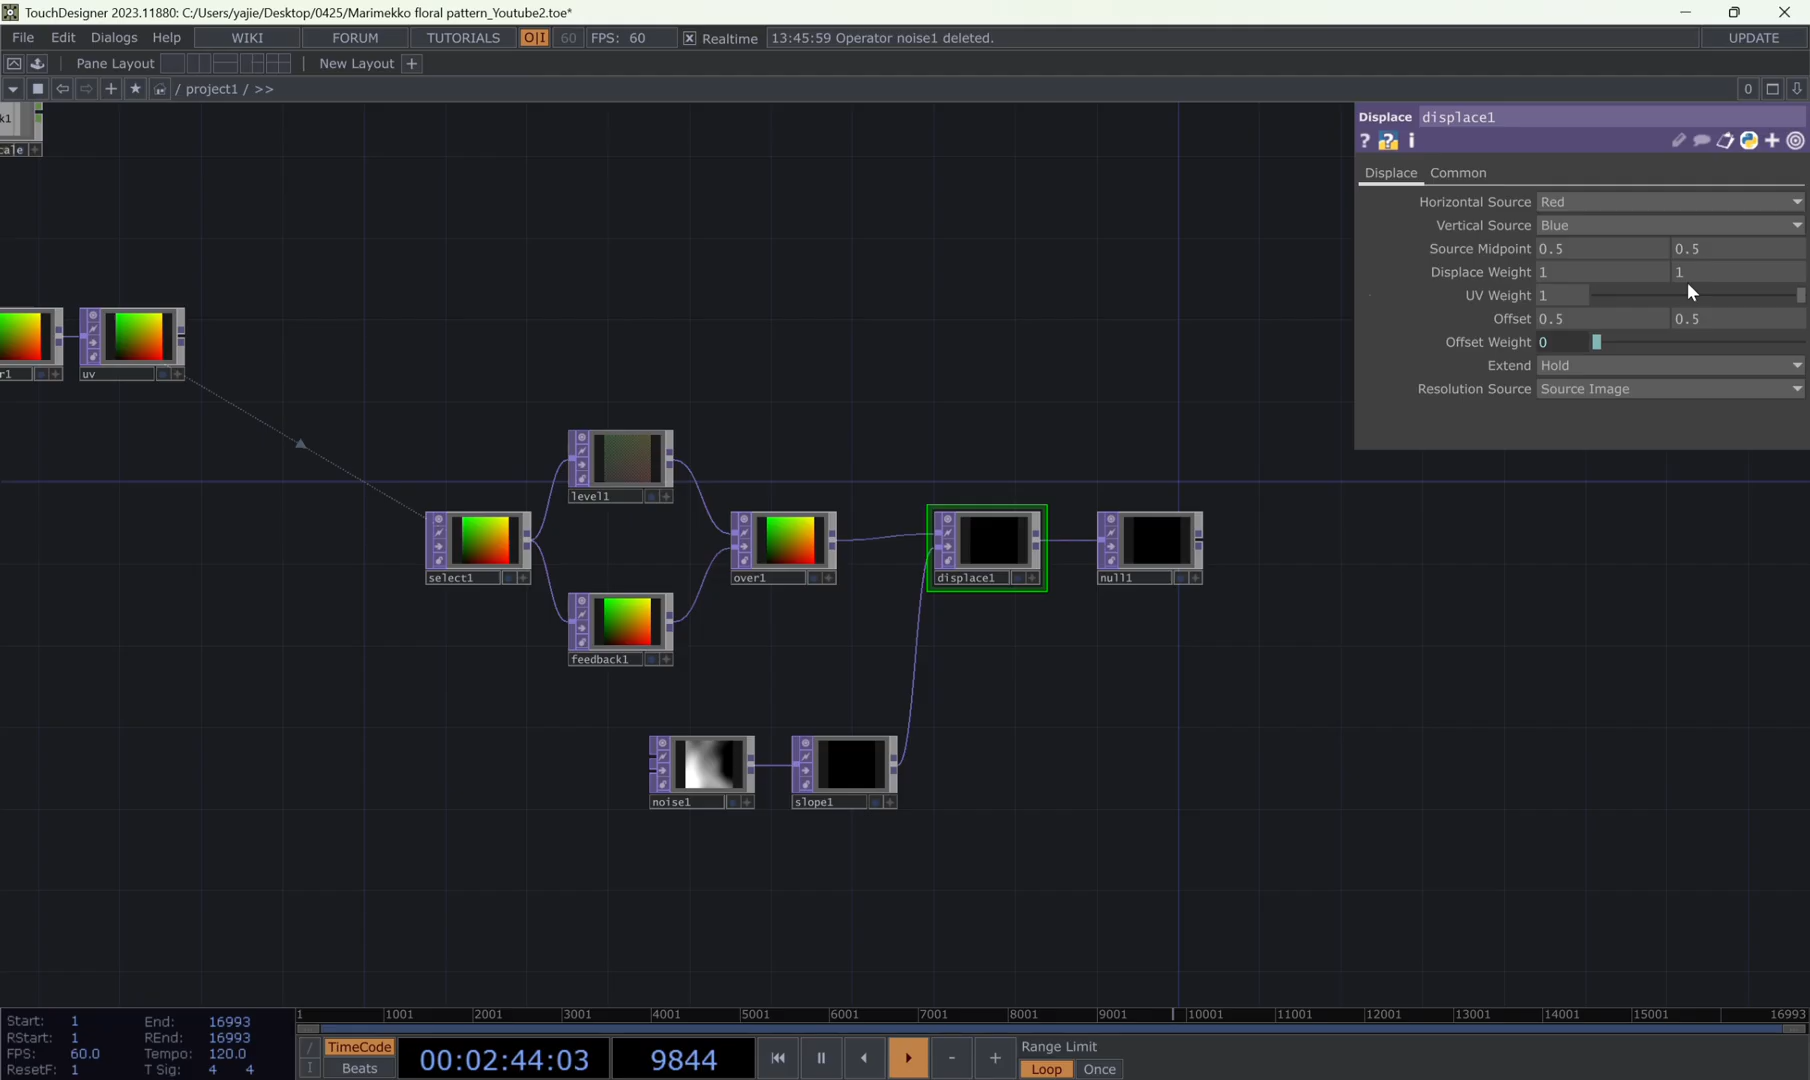 TouchDesigner 2023.11880: C:/Users/yajie/Desktop/0425/Marimekko floral pattern_Youtube2.toe*
File Edit Dialogs Help WIKI FORUM TUTORIALS O|I 60 FPS: 60 Realtime 13:45:59 Operator noise1 deleted. UPDATE
Pane Layout New Layout +
/ project1 / >> 0
k1
cale
Displace displace1
? ? i
Displace Common
Horizontal Source Red
Vertical Source Blue
Source Midpoint 0.5 0.5
Displace Weight 1 1
UV Weight 1
Offset 0.5 0.5
Offset Weight 0
Extend Hold
Resolution Source Source Image
r1
uv
level1
select1
over1
displace1
null1
feedback1
noise1
slope1
1 1001 2001 3001 4001 5001 6001 7001 8001 9001 10001 11001 12001 13001 14001 15001 16993
Start: 1 End: 16993
RStart: 1 REnd: 16993
FPS: 60.0 Tempo: 120.0
ResetF: 1 T Sig: 4 4
/
I
TimeCode
Beats
00:02:44:03
9844
- +
Range Limit
Loop Once